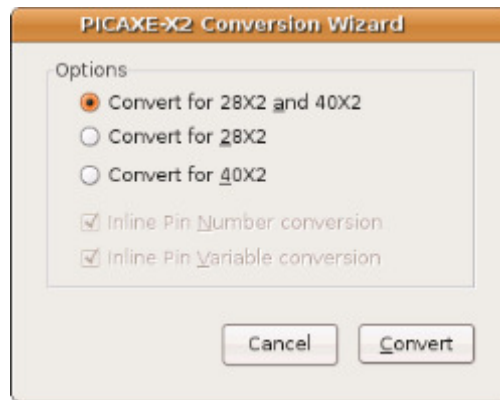 PICAXE-X2 Conversion Wizard
Options
Convert for 28X2 and 40X2
Convert for 28X2
Convert for 40X2
Inline Pin Number conversion
Inline Pin Variable conversion
Cancel
Convert